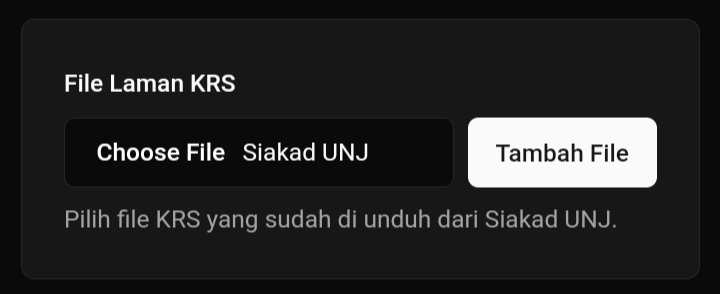 File Laman KRS
Choose File Siakad UNJ
Tambah File
Pilih file KRS yang sudah di unduh dari Siakad UNJ.